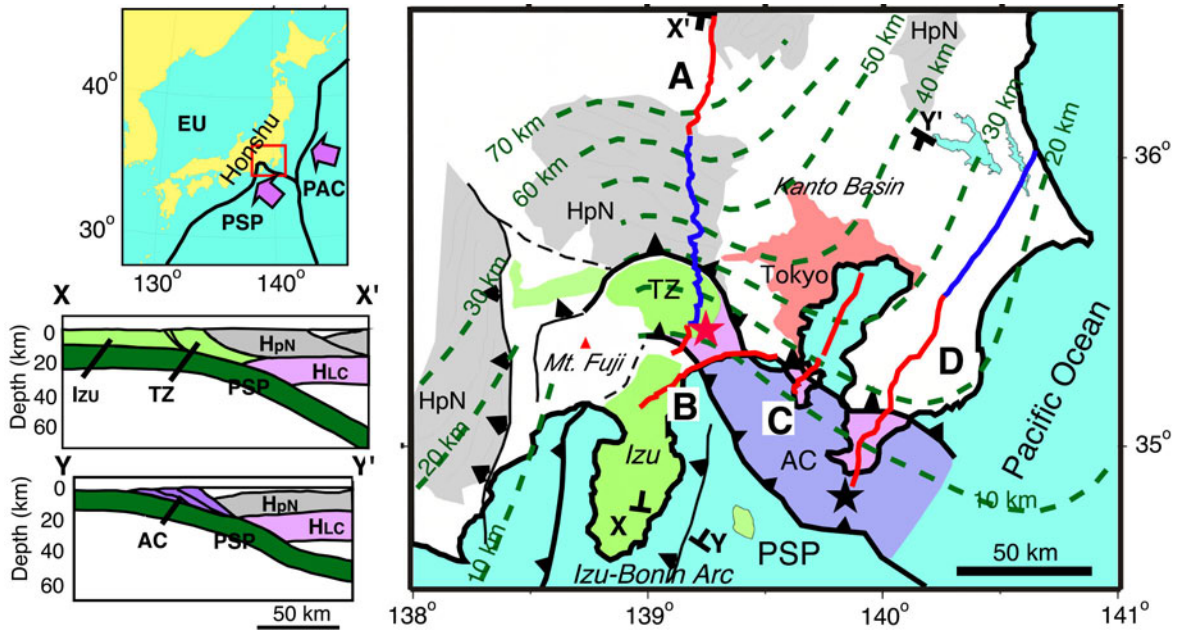 40°
EU
Honshu
PAC
PSP
30°
130°
140°
X
X'
Depth (km)
0
20
40
60
HPN
HLC
IZU
TZ
PSP
Y
Y'
Depth (km)
0
20
40
60
HPN
HLC
AC
PSP
50 km
X'
A
HpN
50 km
40 km
30 km
20 km
Y'
36°
70 km
60 km
Kanto Basin
HpN
Tokyo
TZ
30 km
Mt. Fuji
HpN
B
C
D
Pacific Ocean
20 km
35°
Izu
AC
10 km
X
Y
10 km
PSP
50 km
Izu-Bonin Arc
138°
139°
140°
141°